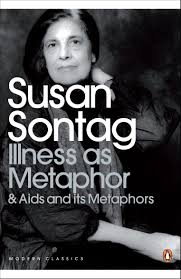 Susan
Sontag
Illness as
Metaphor
& Aids and its Metaphors
MODERN CLASSICS